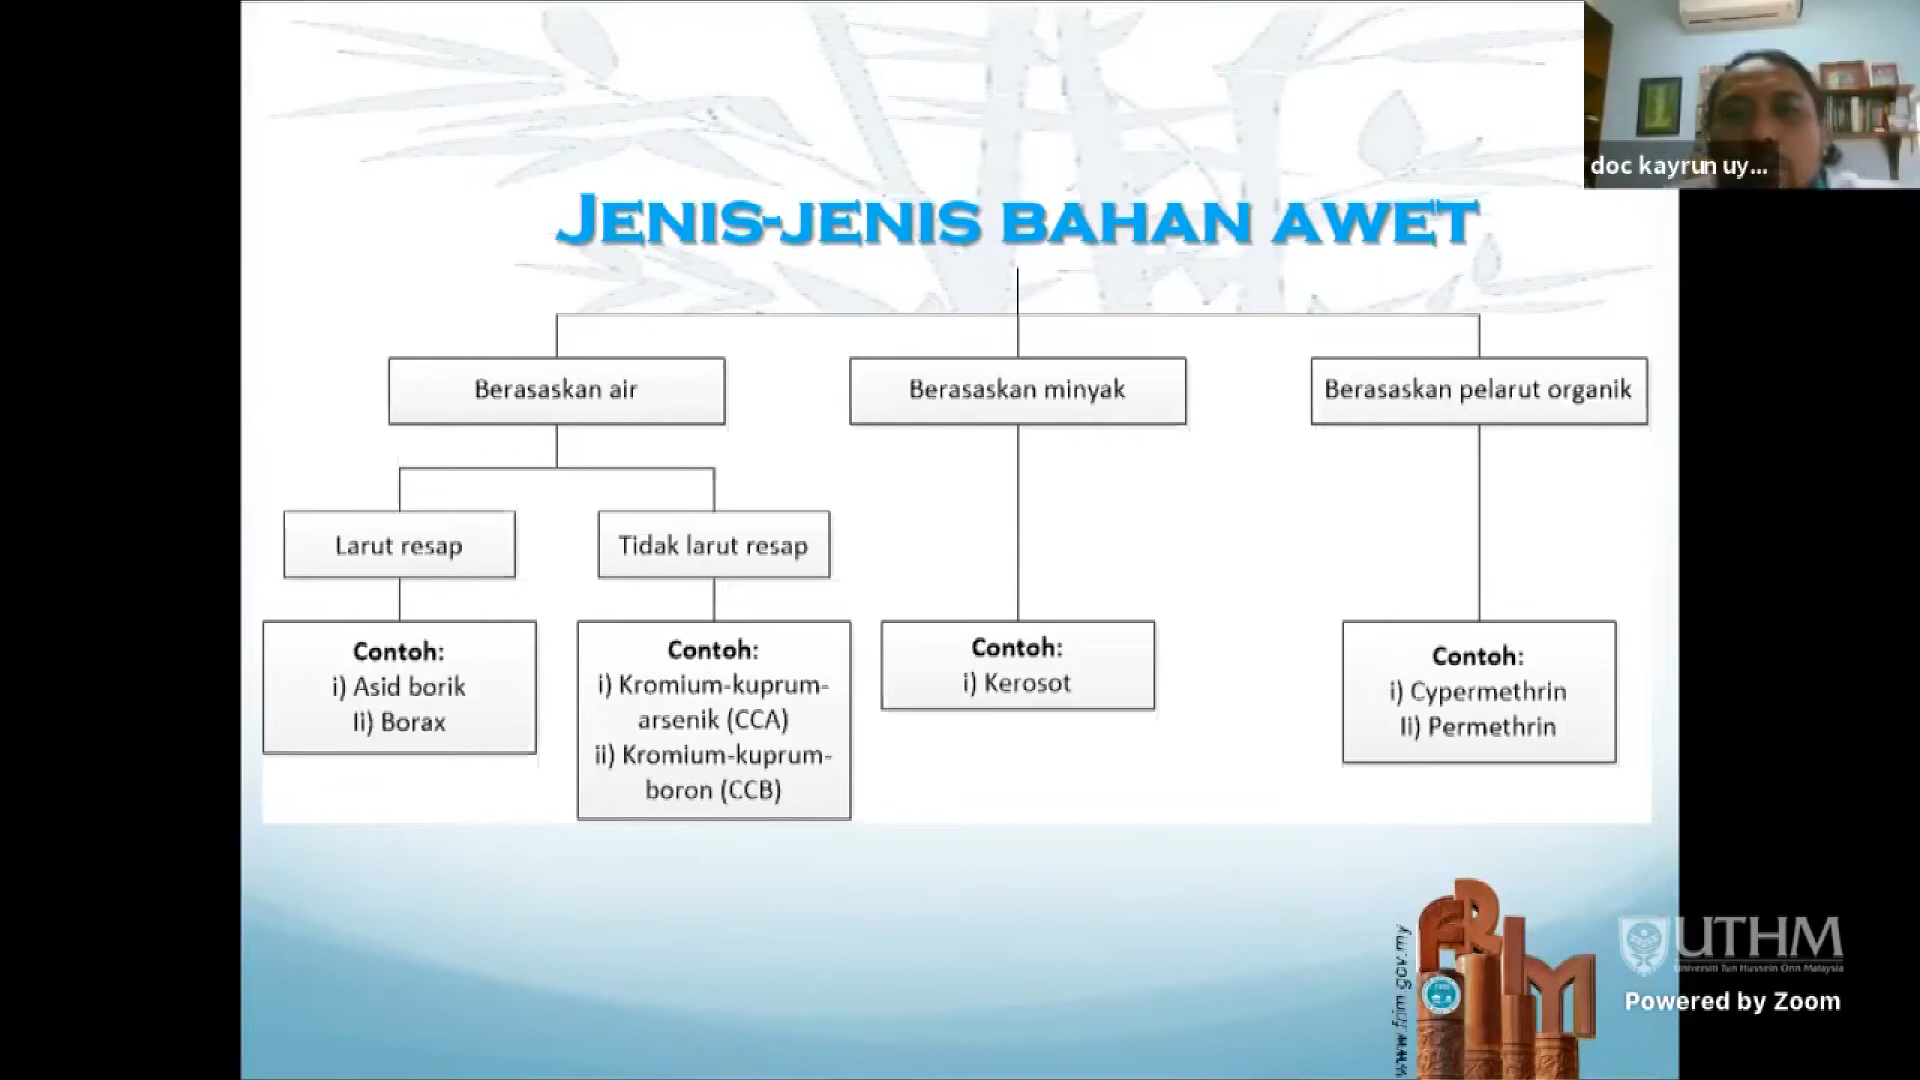 doc kayrun uy...
JENIS-JENIS BAHAN AWET
Berasaskan air
Berasaskan minyak
Berasaskan pelarut organik
Larut resap
Tidak larut resap
Contoh:
i) Asid borik
Ii) Borax
Contoh:
i) Kromium-kuprum-
arsenik (CCA)
ii) Kromium-kuprum-
boron (CCB)
Contoh:
i) Kerosot
Contoh:
i) Cypermethrin
Ii) Permethrin
www.frim.gov.my
FRIM
UTHM
Universiti Tun Hussein Onn Malaysia
Powered by Zoom